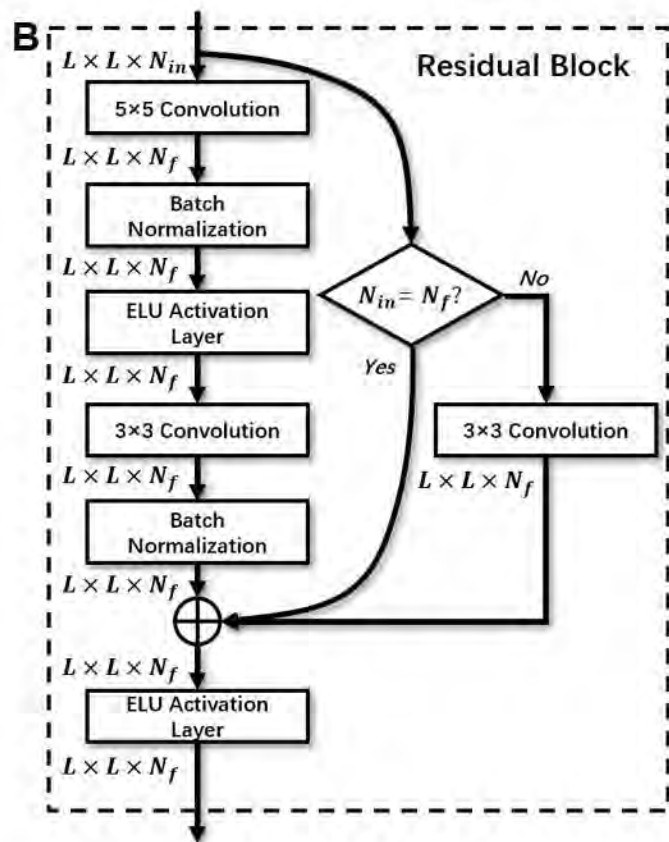 B
Residual Block
L × L × N_in
5×5 Convolution
L × L × N_f
Batch
Normalization
L × L × N_f
ELU Activation
Layer
L × L × N_f
3×3 Convolution
L × L × N_f
Batch
Normalization
L × L × N_f
L × L × N_f
ELU Activation
Layer
L × L × N_f
N_in = N_f?
No
Yes
3×3 Convolution
L × L × N_f